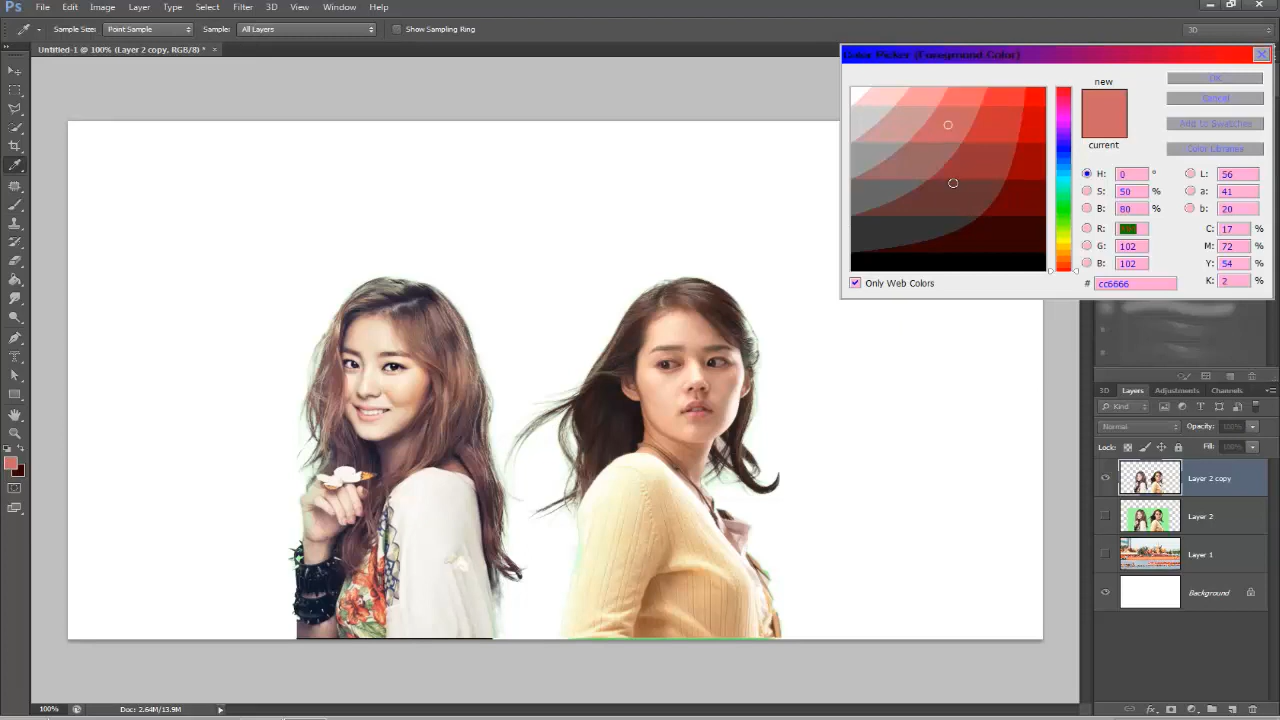 Ps File Edit Image Layer Type Select Filter 3D View Window Help
Sample Size: Point Sample Sample: All Layers Show Sampling Ring 3D
Untitled-1 @ 100% (Layer 2 copy, RGB/8) * ×
Color Picker (Foreground Color)
new
current
OK
Cancel
Add to Swatches
Color Libraries
H: 0 °
S: 50 %
B: 80 %
R:
G: 102
B: 102
L: 56
a: 41
b: 20
C: 17 %
M: 72 %
Y: 54 %
K: 2 %
# cc6666
Only Web Colors
3D Layers Adjustments Channels
Kind
Normal Opacity: 100%
Lock: Fill: 100%
Layer 2 copy
Layer 2
Layer 1
Background
100% Doc: 2.64M/13.9M